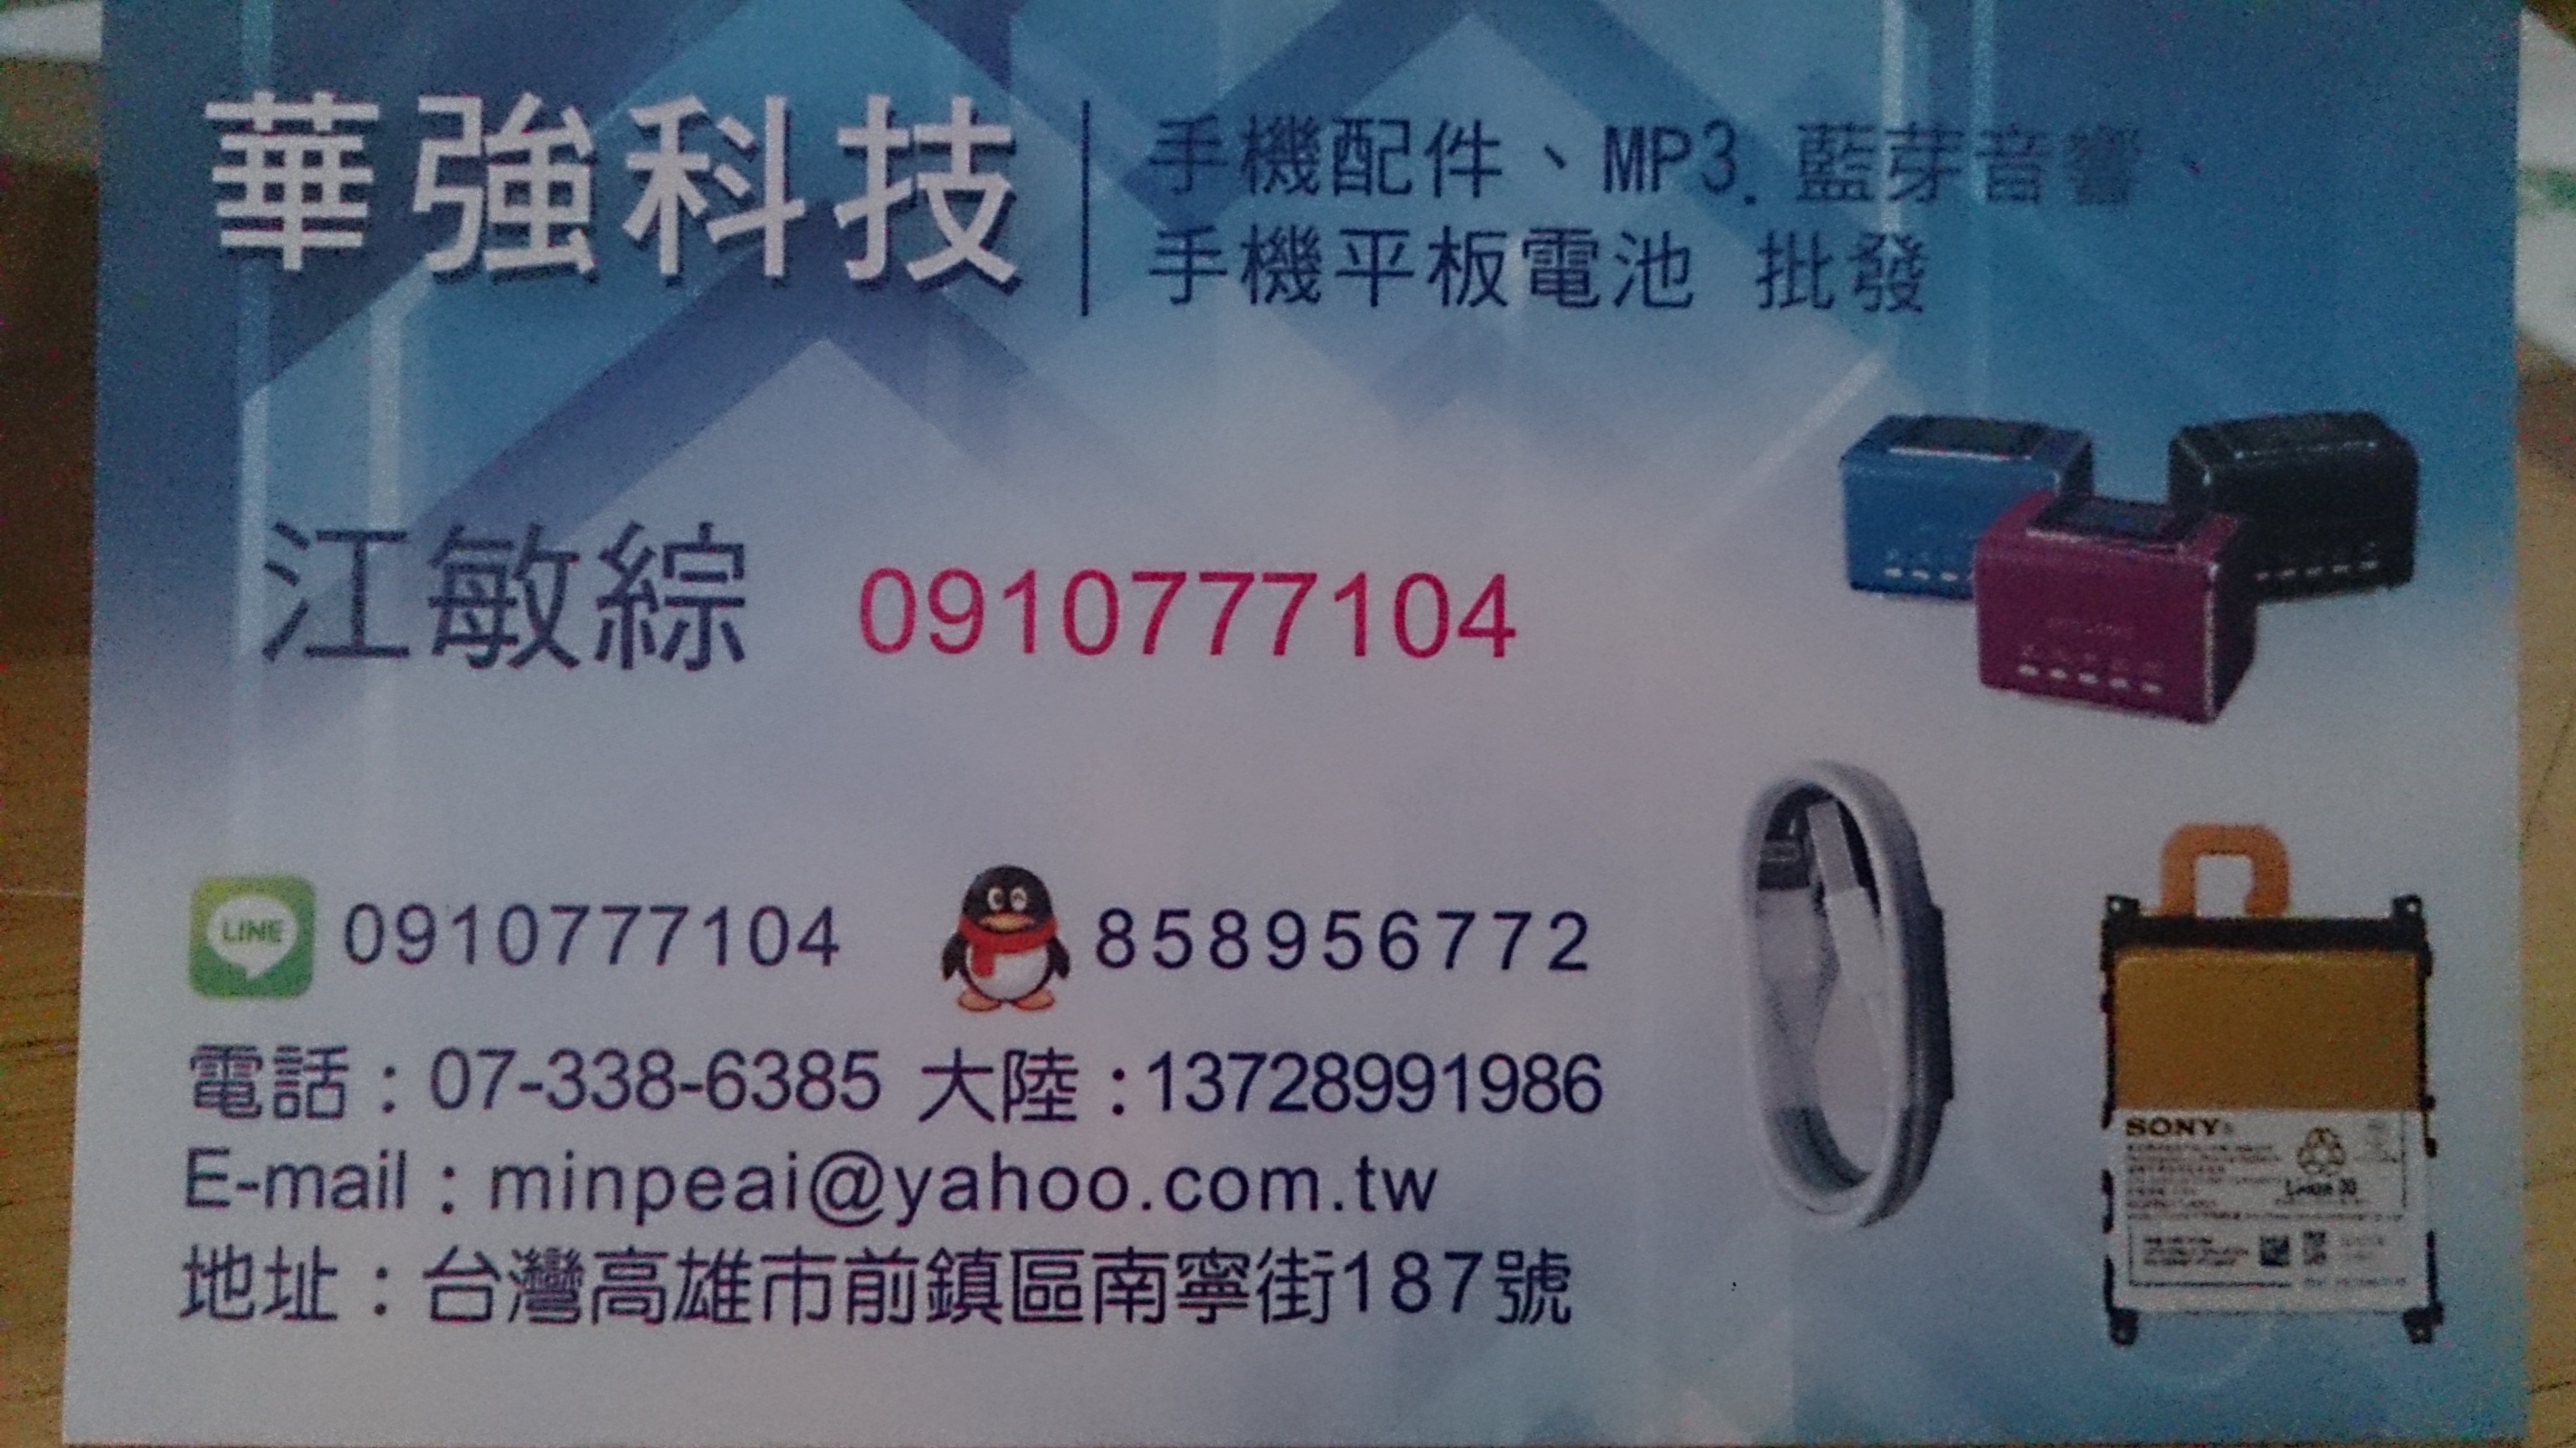 華強科技
手機配件、MP3. 藍芽音響、
手機平板電池 批發
江敏綜 0910777104
LINE 0910777104 858956772
電話：07-338-6385 大陸：13728991986
E-mail：minpeai@yahoo.com.tw
地址：台灣高雄市前鎮區南寧街187號
SONY